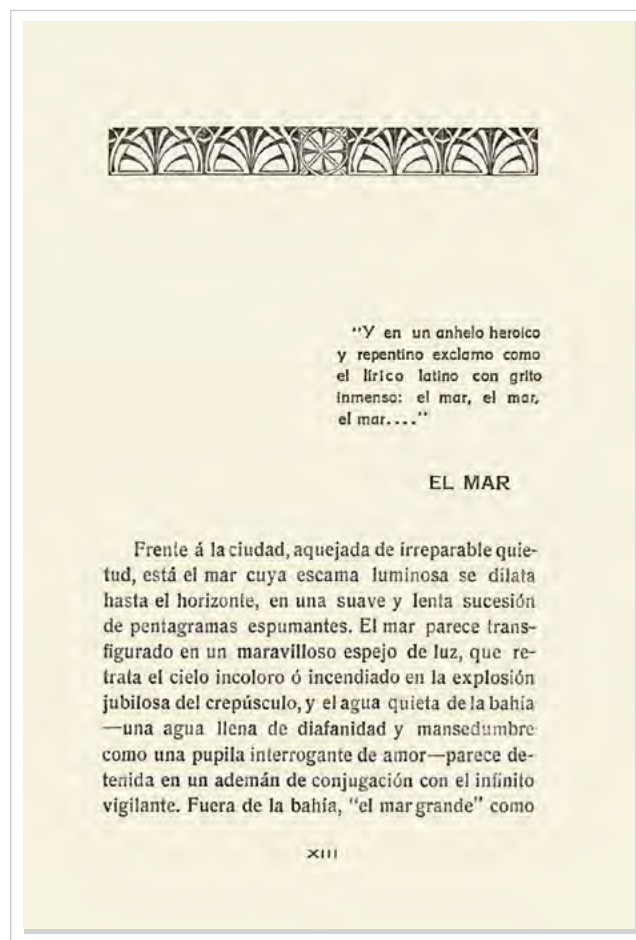 "Y en un anhelo heroico
y repentino exclamo como
el lírico latino con grito
inmenso: el mar, el mar,
el mar...."
EL MAR
Frente á la ciudad, aquejada de irreparable quie-
tud, está el mar cuya escama luminosa se dilata
hasta el horizonte, en una suave y lenta sucesión
de pentagramas espumantes. El mar parece trans-
figurado en un maravilloso espejo de luz, que re-
trata el cielo incoloro ó incendiado en la explosión
jubilosa del crepúsculo, y el agua quieta de la bahía
—una agua llena de diafanidad y mansedumbre
como una pupila interrogante de amor—parece de-
tenida en un ademán de conjugación con el infinito
vigilante. Fuera de la bahía, "el mar grande" como
XIII